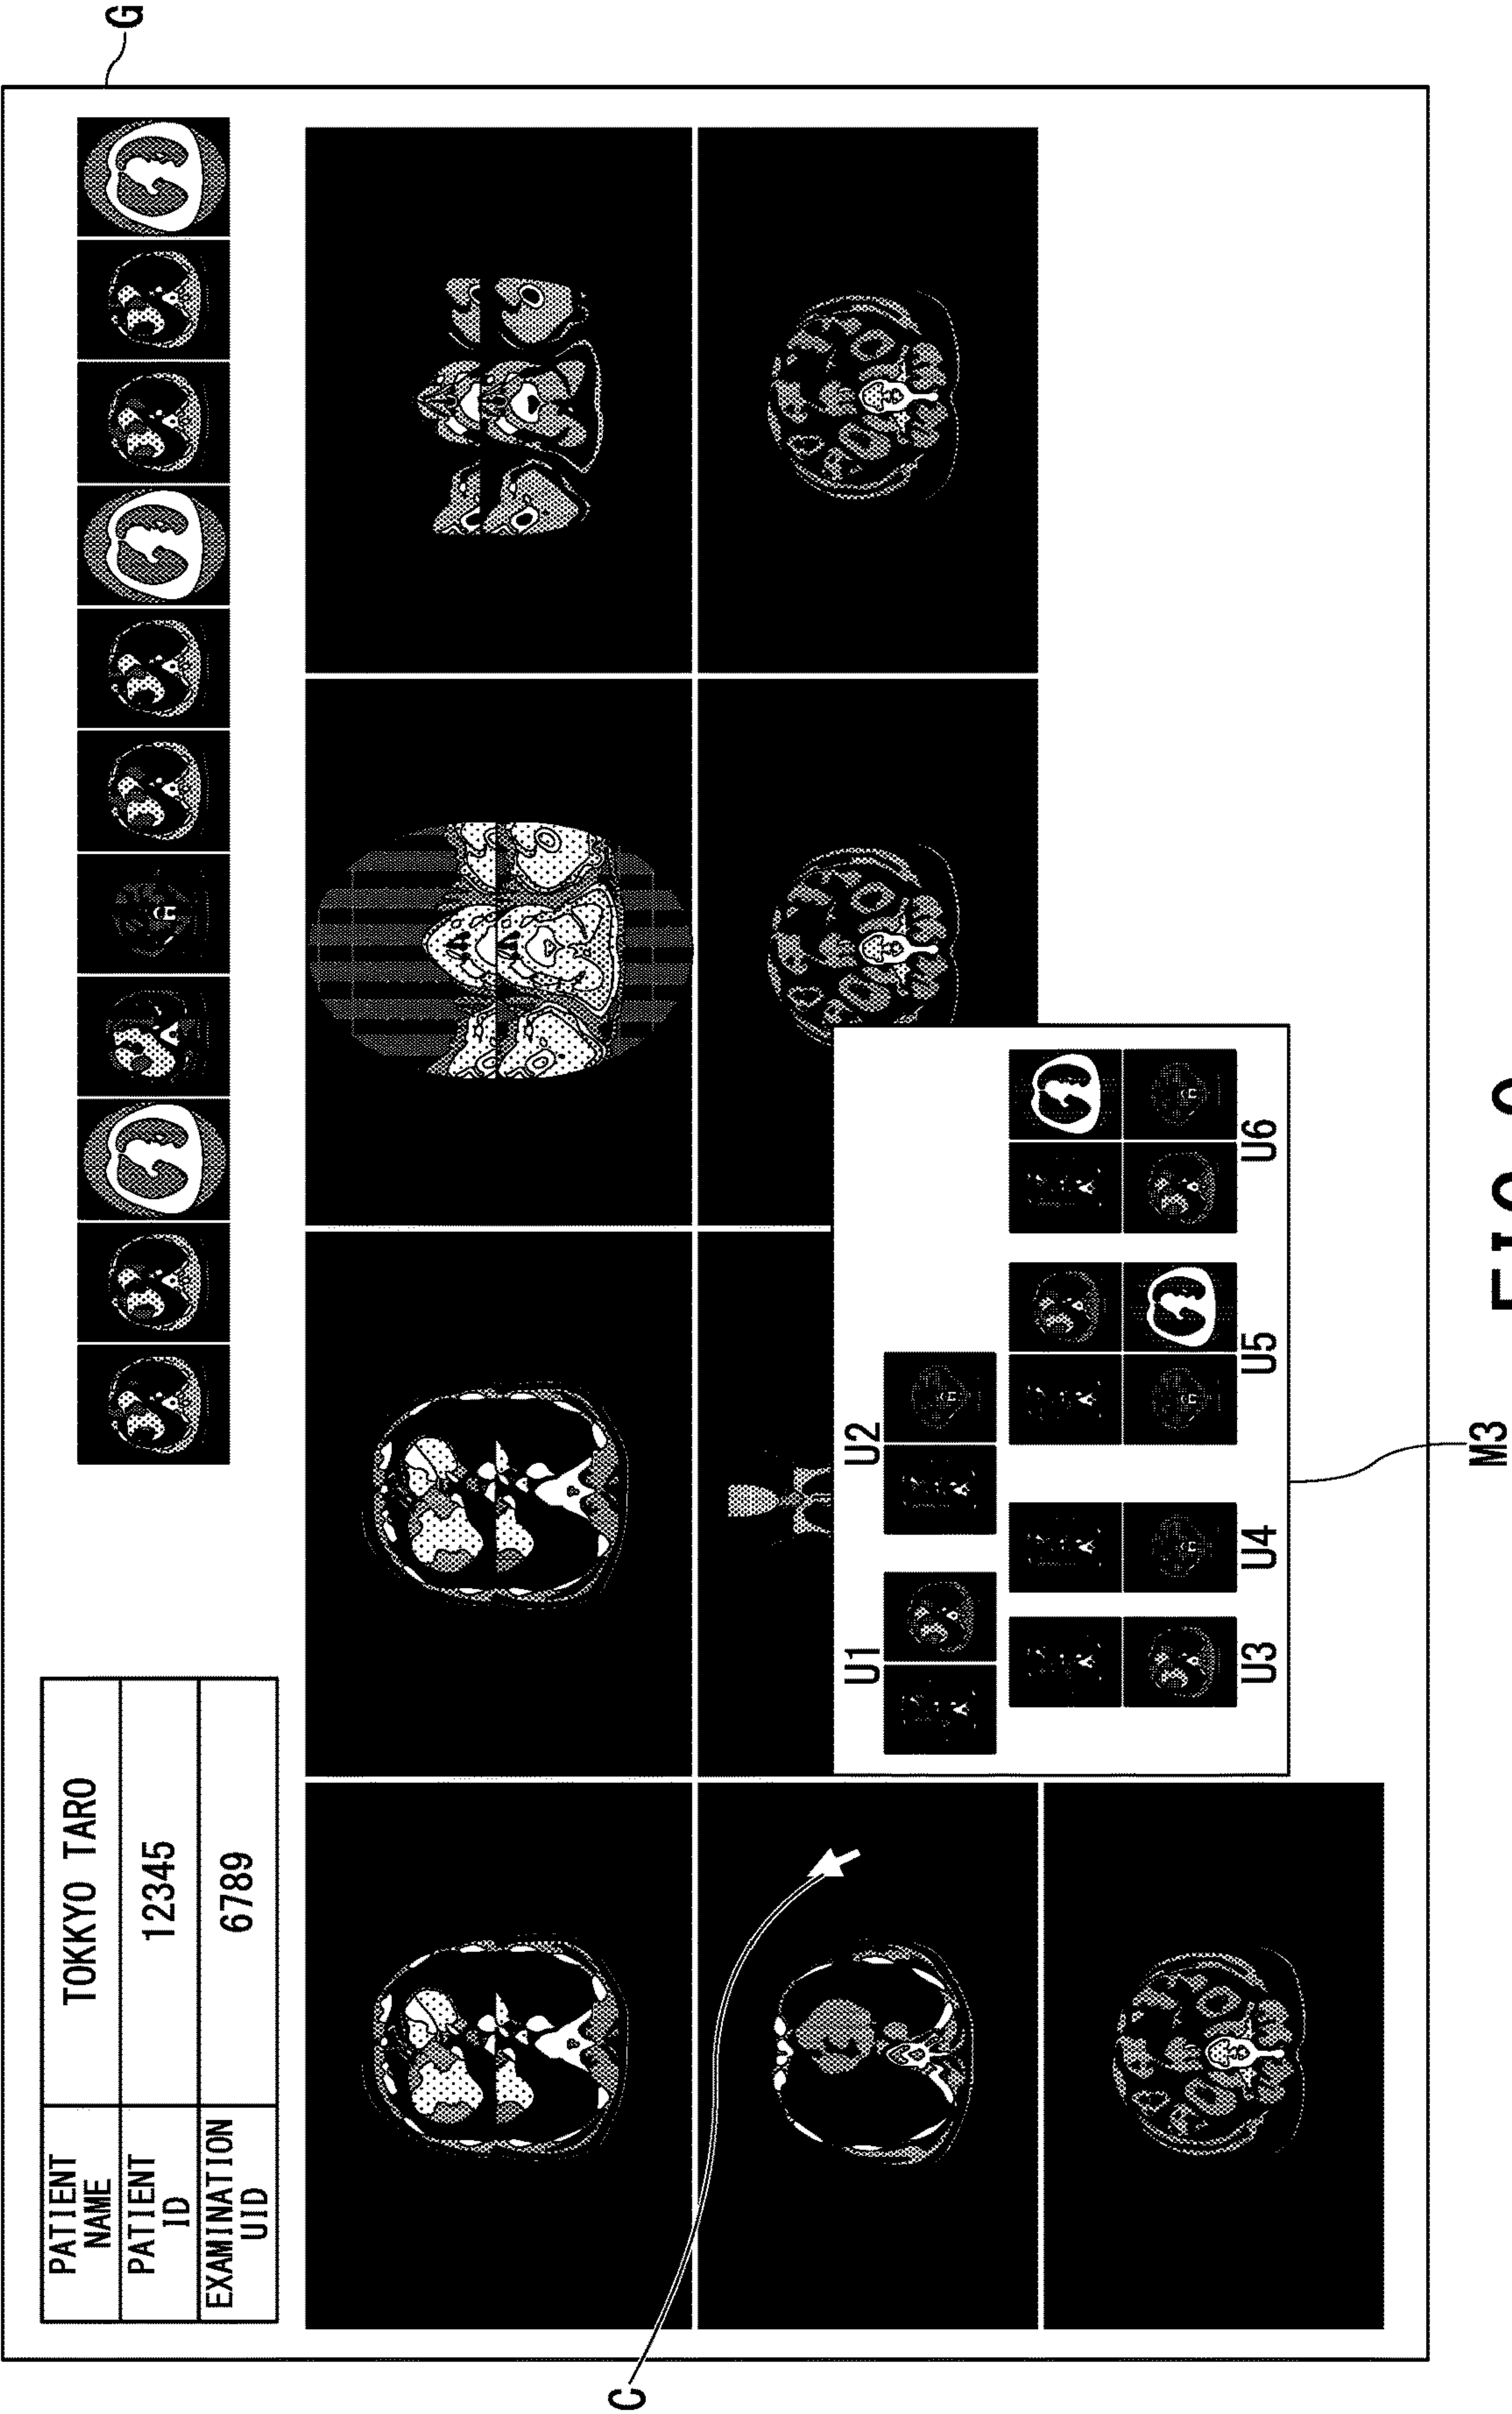 G
PATIENT
NAME
TOKKYO TARO
PATIENT
ID
12345
EXAMINATION
UID
6789
C
U1
U2
U3
U4
U5
U6
M3